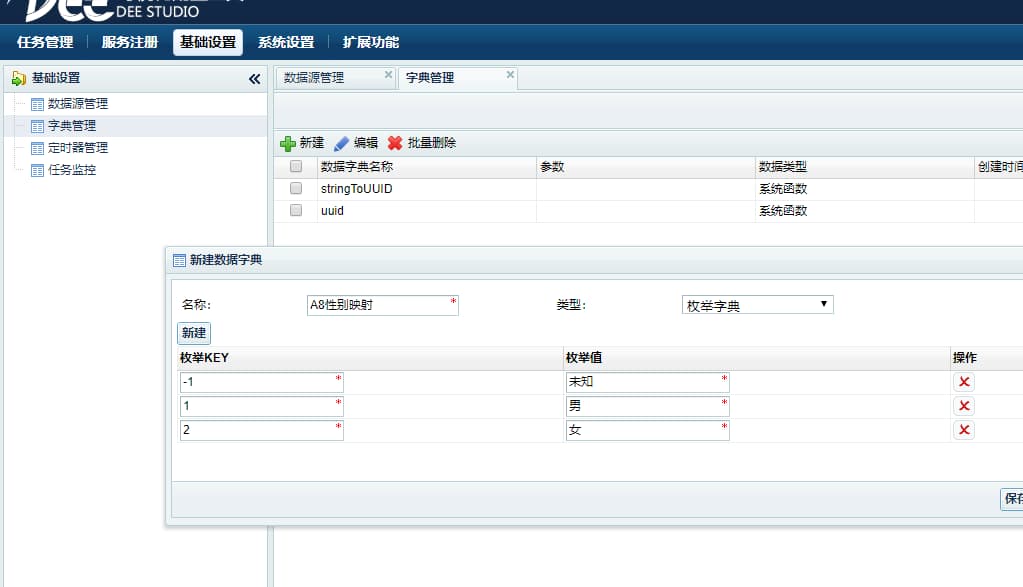 DEE STUDIO
任务管理 服务注册 基础设置 系统设置 扩展功能
基础设置 «
数据源管理
字典管理
定时器管理
任务监控
数据源管理 字典管理
新建 编辑 批量删除
数据字典名称 参数 数据类型 创建时间
stringToUUID 系统函数
uuid 系统函数
新建数据字典
名称: A8性别映射 * 类型: 枚举字典
新建
枚举KEY 枚举值 操作
-1 * 未知 *
1 * 男 *
2 * 女 *
保存